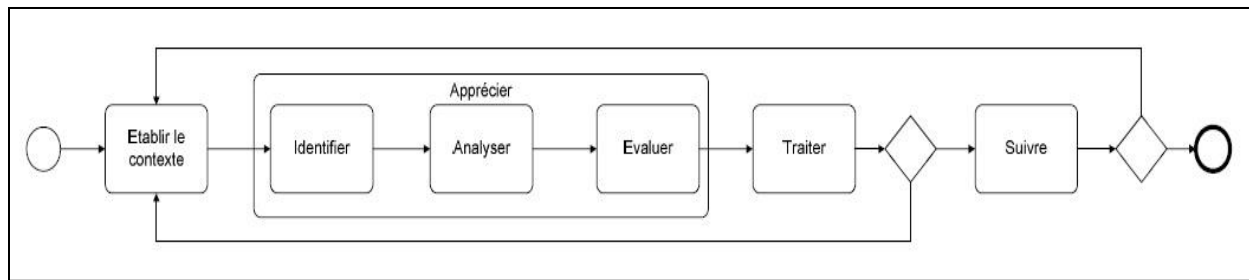 Apprécier
Etablir le
contexte
Identifier
Analyser
Evaluer
Traiter
Suivre